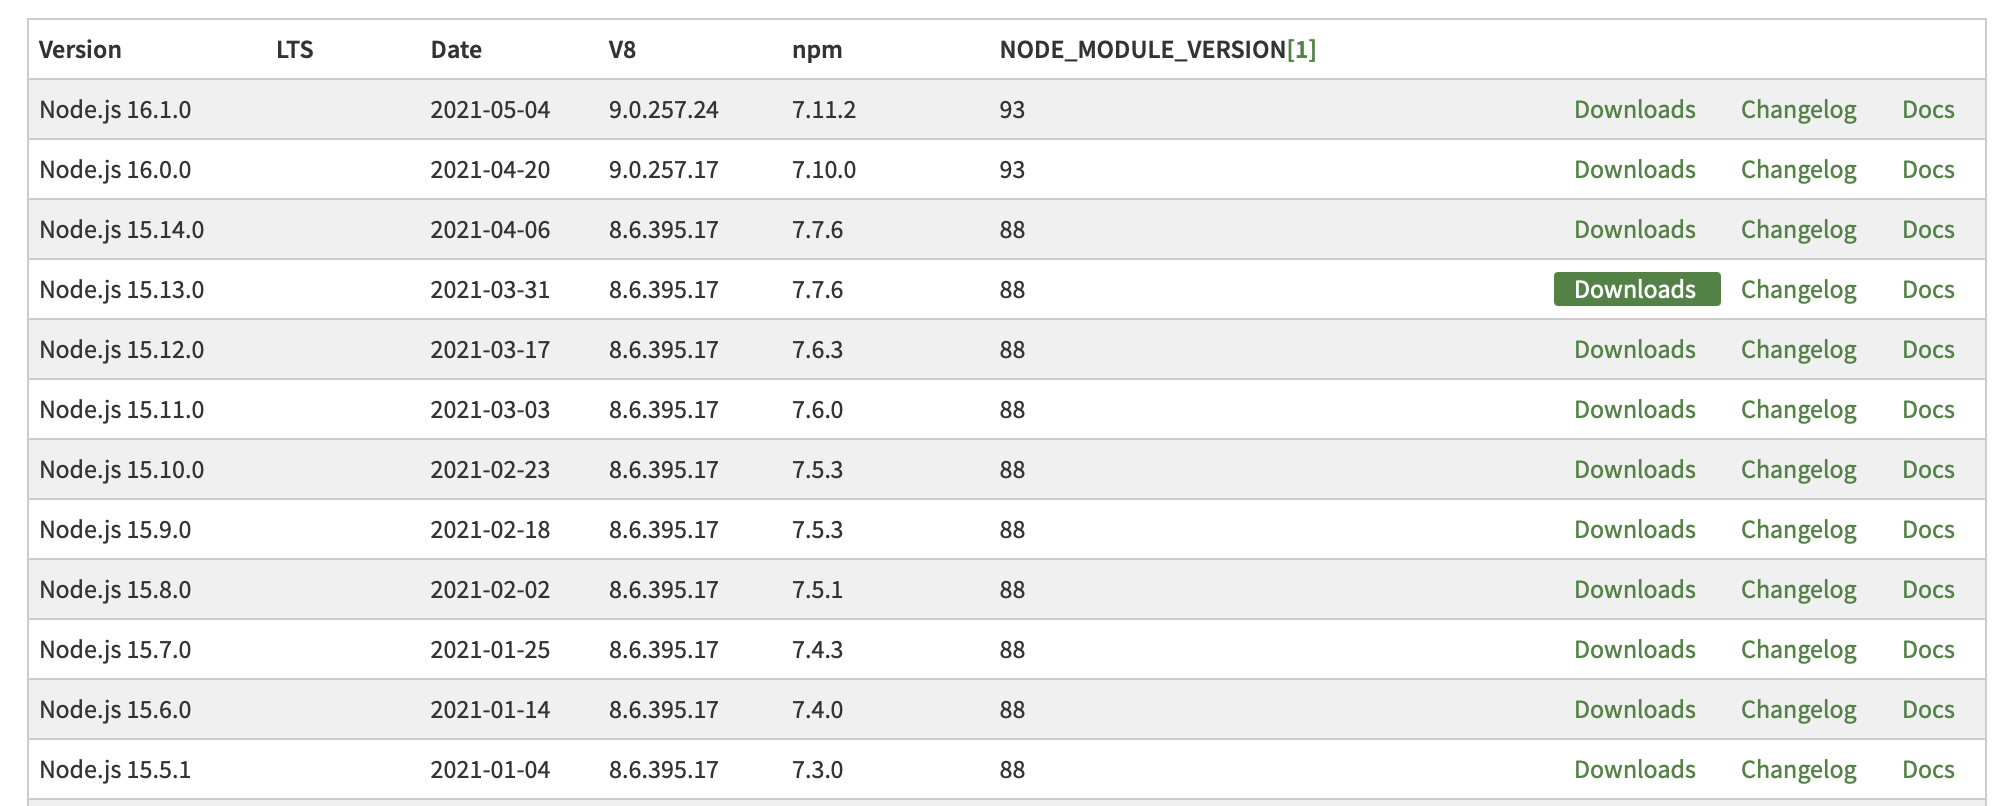 Version LTS Date V8 npm NODE_MODULE_VERSION[1]
Node.js 16.1.0 2021-05-04 9.0.257.24 7.11.2 93 Downloads Changelog Docs
Node.js 16.0.0 2021-04-20 9.0.257.17 7.10.0 93 Downloads Changelog Docs
Node.js 15.14.0 2021-04-06 8.6.395.17 7.7.6 88 Downloads Changelog Docs
Node.js 15.13.0 2021-03-31 8.6.395.17 7.7.6 88 Downloads Changelog Docs
Node.js 15.12.0 2021-03-17 8.6.395.17 7.6.3 88 Downloads Changelog Docs
Node.js 15.11.0 2021-03-03 8.6.395.17 7.6.0 88 Downloads Changelog Docs
Node.js 15.10.0 2021-02-23 8.6.395.17 7.5.3 88 Downloads Changelog Docs
Node.js 15.9.0 2021-02-18 8.6.395.17 7.5.3 88 Downloads Changelog Docs
Node.js 15.8.0 2021-02-02 8.6.395.17 7.5.1 88 Downloads Changelog Docs
Node.js 15.7.0 2021-01-25 8.6.395.17 7.4.3 88 Downloads Changelog Docs
Node.js 15.6.0 2021-01-14 8.6.395.17 7.4.0 88 Downloads Changelog Docs
Node.js 15.5.1 2021-01-04 8.6.395.17 7.3.0 88 Downloads Changelog Docs